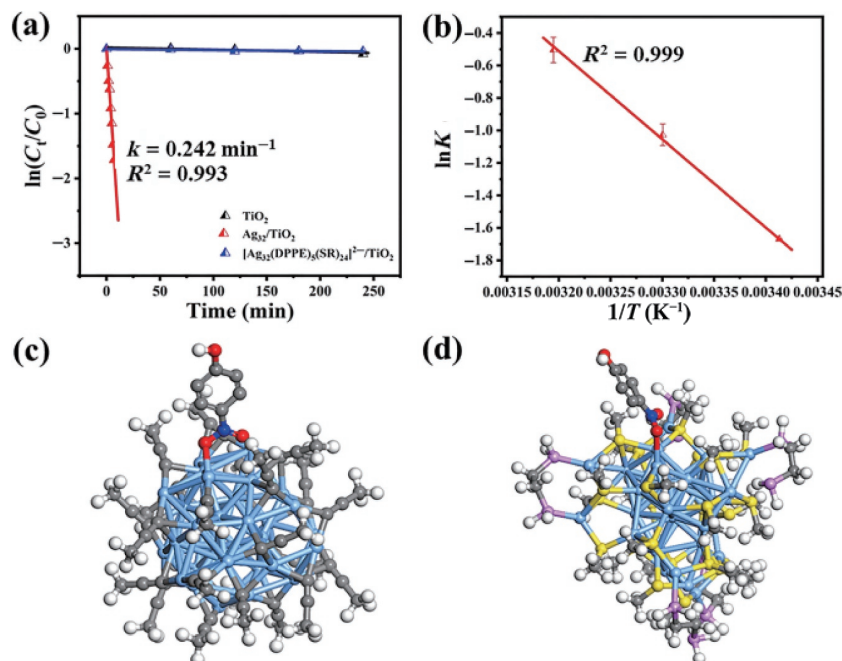 (a)
ln(Cₜ/C₀)
0
−1
−2
−3
k = 0.242 min⁻¹
R² = 0.993
TiO₂
Ag₃₂/TiO₂
[Ag₃₂(DPPE)₅(SR)₂₄]²⁻/TiO₂
0 50 100 150 200 250
Time (min)
(b)
R² = 0.999
lnK
−0.4
−0.6
−0.8
−1.0
−1.2
−1.4
−1.6
−1.8
0.00315 0.00320 0.00325 0.00330 0.00335 0.00340 0.00345
1/T (K⁻¹)
(c)
(d)